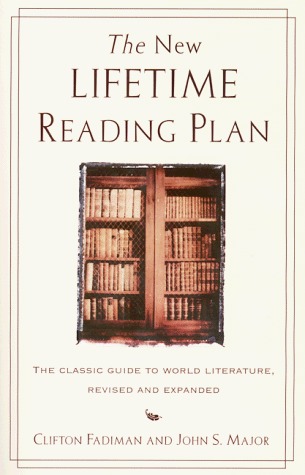 The New
LIFETIME
READING PLAN
THE CLASSIC GUIDE TO WORLD LITERATURE,
REVISED AND EXPANDED
CLIFTON FADIMAN AND JOHN S. MAJOR